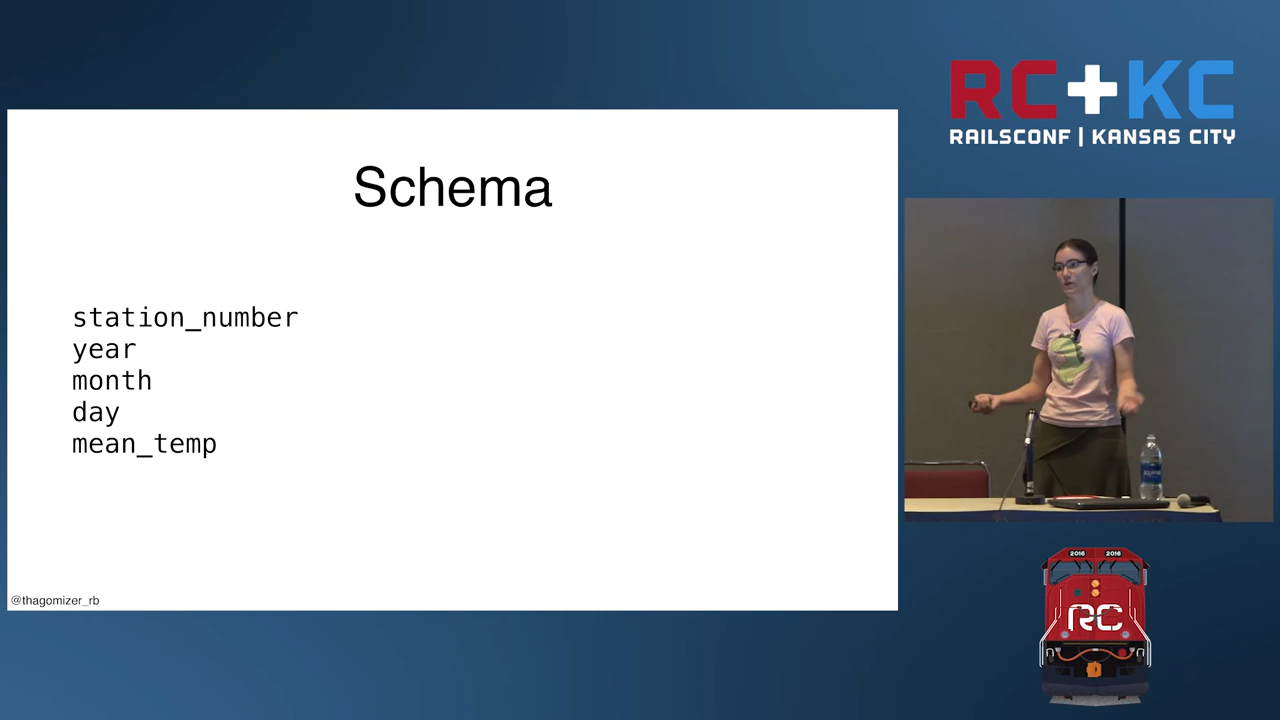 RC+KC
RAILSCONF | KANSAS CITY
Schema
station_number
year
month
day
mean_temp
@thagomizer_rb
2016 2016
RC